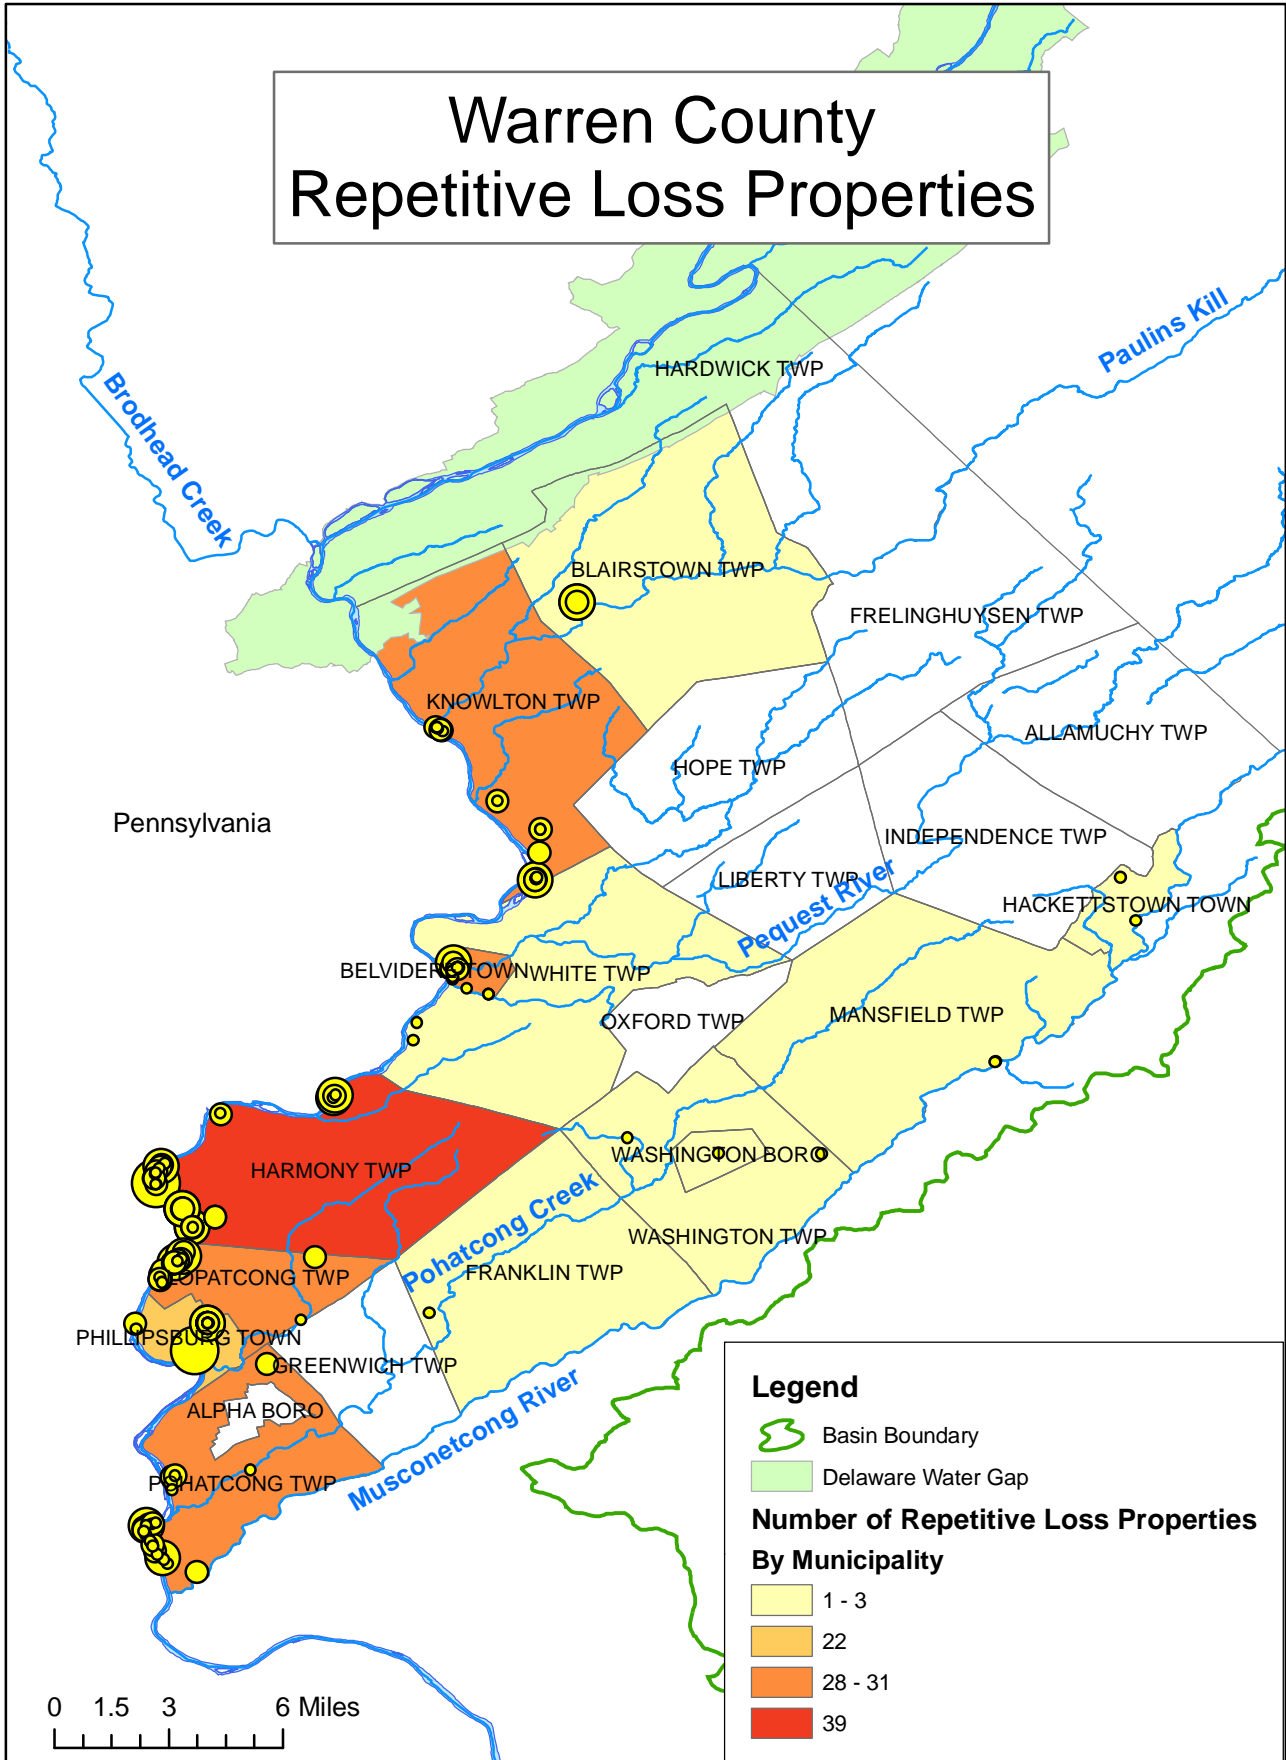 Warren County
Repetitive Loss Properties
Paulins Kill
HARDWICK TWP
Brodhead Creek
BLAIRSTOWN TWP
FRELINGHUYSEN TWP
KNOWLTON TWP
ALLAMUCHY TWP
HOPE TWP
Pennsylvania
INDEPENDENCE TWP
LIBERTY TWP
HACKETTSTOWN TOWN
Pequest River
BELVIDERE TOWN
WHITE TWP
OXFORD TWP
MANSFIELD TWP
WASHINGTON BORO
HARMONY TWP
Pohatcong Creek
WASHINGTON TWP
FRANKLIN TWP
LOPATCONG TWP
PHILLIPSBURG TOWN
GREENWICH TWP
ALPHA BORO
Musconetcong River
POHATCONG TWP
Legend
Basin Boundary
Delaware Water Gap
Number of Repetitive Loss Properties
By Municipality
1 - 3
22
28 - 31
39
0 1.5 3 6 Miles